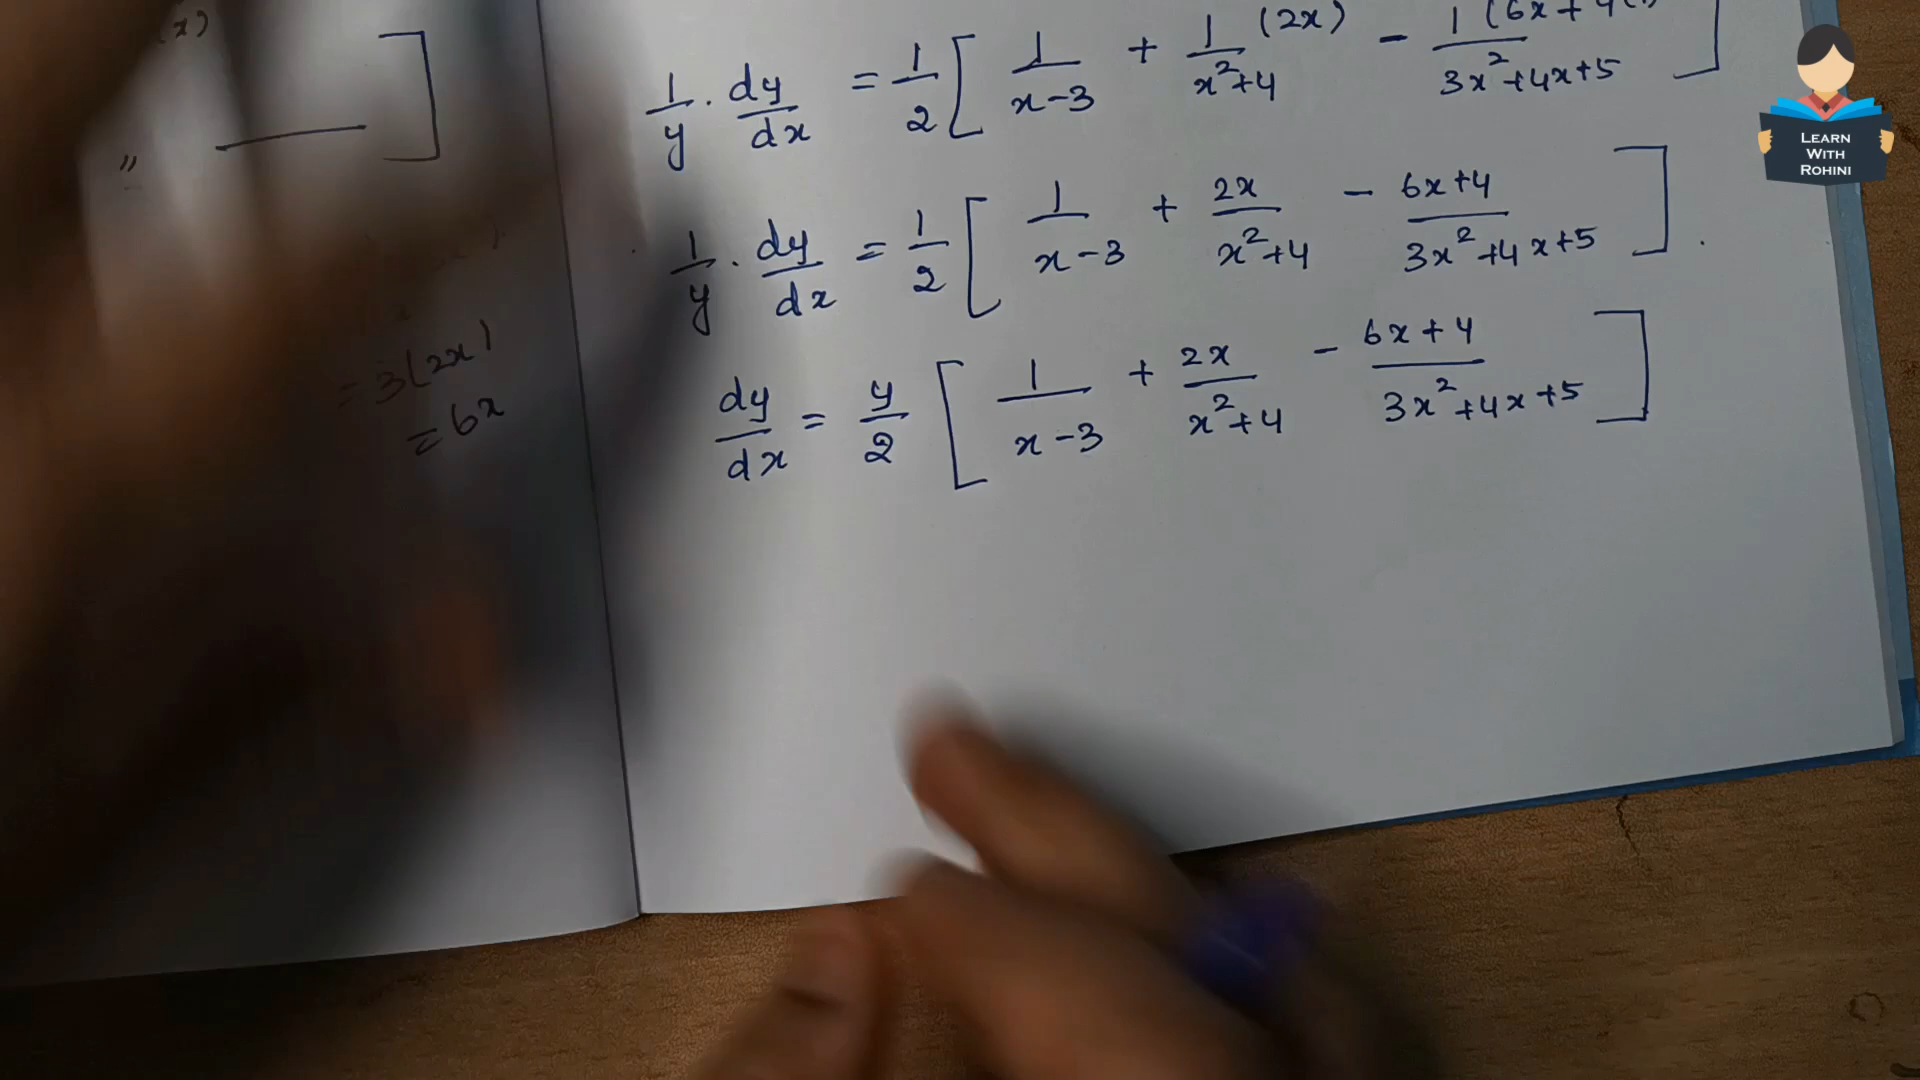 x)
"
= 3(2x)
= 6x
1/y . dy/dx = 1/2 [ 1/x-3 + 1/x²+4 (2x) - 1/3x²+4x+5 (6x+4 ]
1/y . dy/dx = 1/2 [ 1/x-3 + 2x/x²+4 - 6x+4/3x²+4x+5 ] .
dy/dx = y/2 [ 1/x-3 + 2x/x²+4 - 6x+4/3x²+4x+5 ]
LEARN
WITH
ROHINI